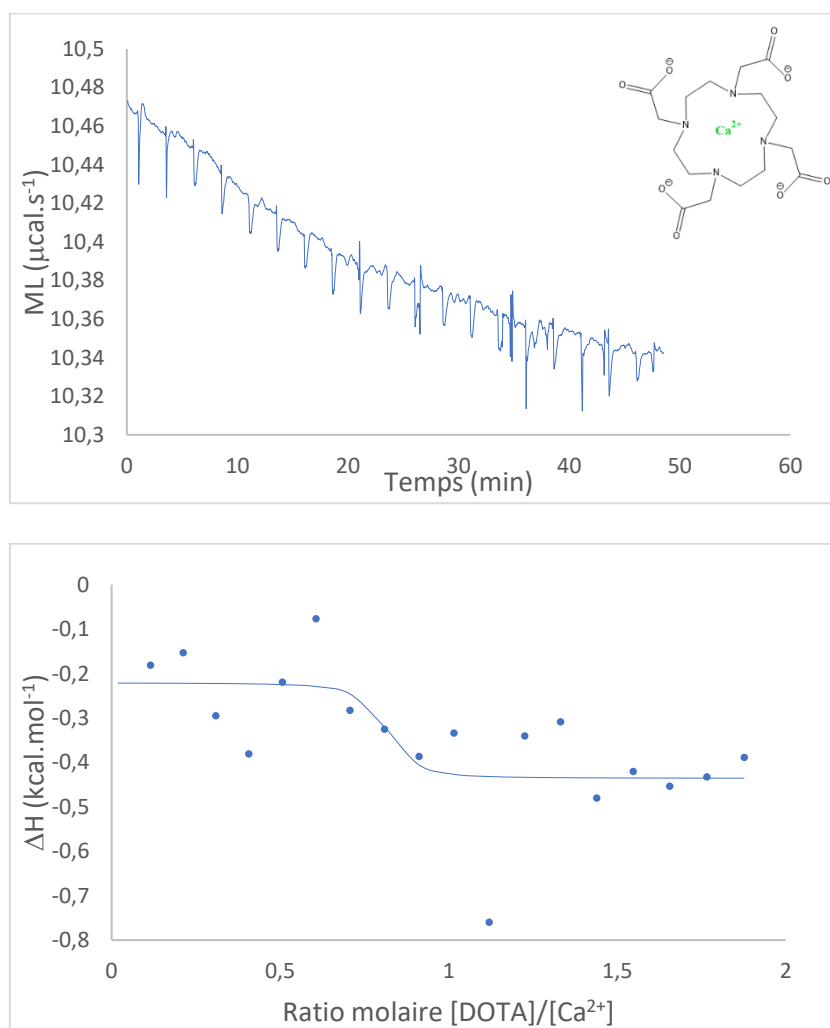 10,5
10,48
10,46
10,44
10,42
10,4
10,38
10,36
10,34
10,32
10,3
ML (µcal.s⁻¹)
0
10
20
30
40
50
60
Temps (min)
O
⊖
O
O
⊖
O
N
N
Ca²⁺
N
N
⊖
O
O
O
⊖
O
0
-0,1
-0,2
-0,3
-0,4
-0,5
-0,6
-0,7
-0,8
ΔH (kcal.mol⁻¹)
0
0,5
1
1,5
2
Ratio molaire [DOTA]/[Ca²⁺]